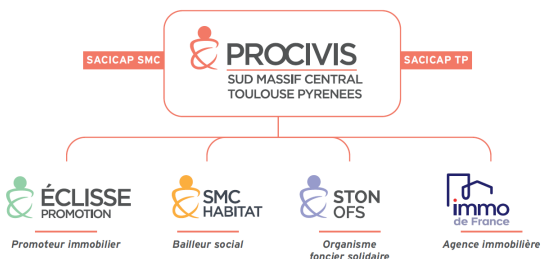 PROCIVIS
SACICAP SMC
SACICAP TP
SUD MASSIF CENTRAL
TOULOUSE PYRENEES
ÉCLISSE
PROMOTION
SMC
HABITAT
STON
OFS
immo
de France
Promoteur immobilier
Bailleur social
Organisme
foncier solidaire
Agence immobilière